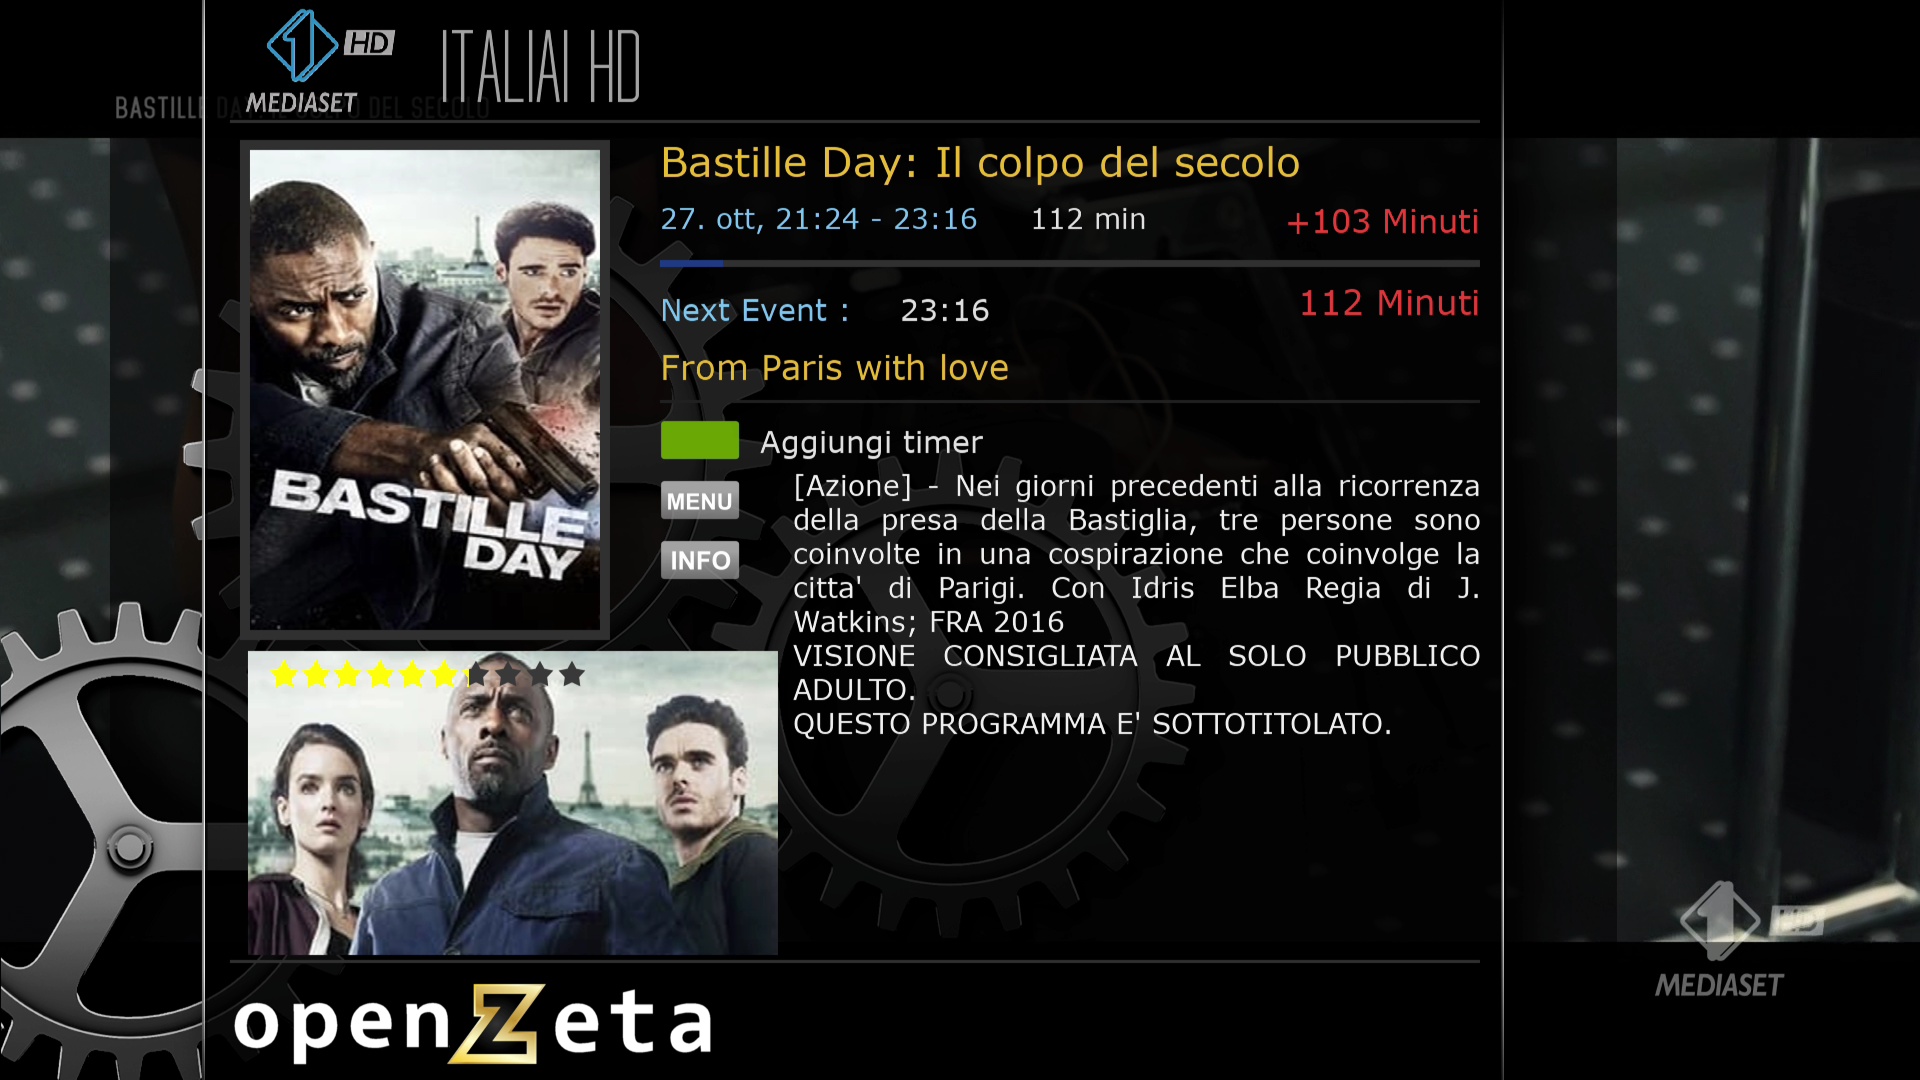 1 HD
MEDIASET
ITALIA1 HD
BASTILLE DAY: IL COLPO DEL SECOLO
Bastille Day: Il colpo del secolo
27. ott, 21:24 - 23:16 112 min +103 Minuti
Next Event : 23:16 112 Minuti
From Paris with love
BASTILLE
DAY
Aggiungi timer
MENU
INFO
[Azione] - Nei giorni precedenti alla ricorrenza
della presa della Bastiglia, tre persone sono
coinvolte in una cospirazione che coinvolge la
citta' di Parigi. Con Idris Elba Regia di J.
Watkins; FRA 2016
VISIONE CONSIGLIATA AL SOLO PUBBLICO
ADULTO.
QUESTO PROGRAMMA E' SOTTOTITOLATO.
1 HD
MEDIASET
openZeta